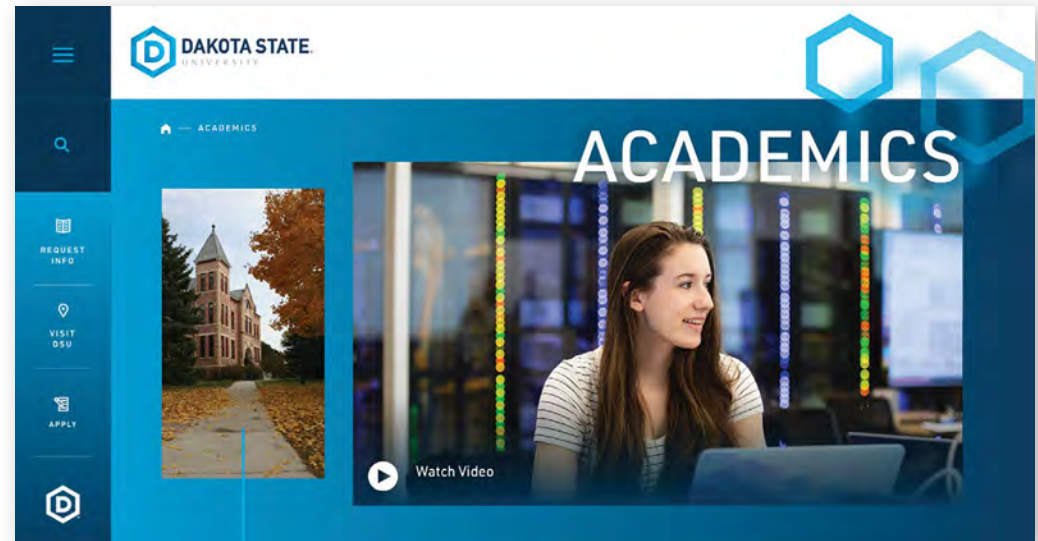 DAKOTA STATE
UNIVERSITY
ACADEMICS
ACADEMICS
REQUEST
INFO
VISIT
DSU
APPLY
Watch Video
D